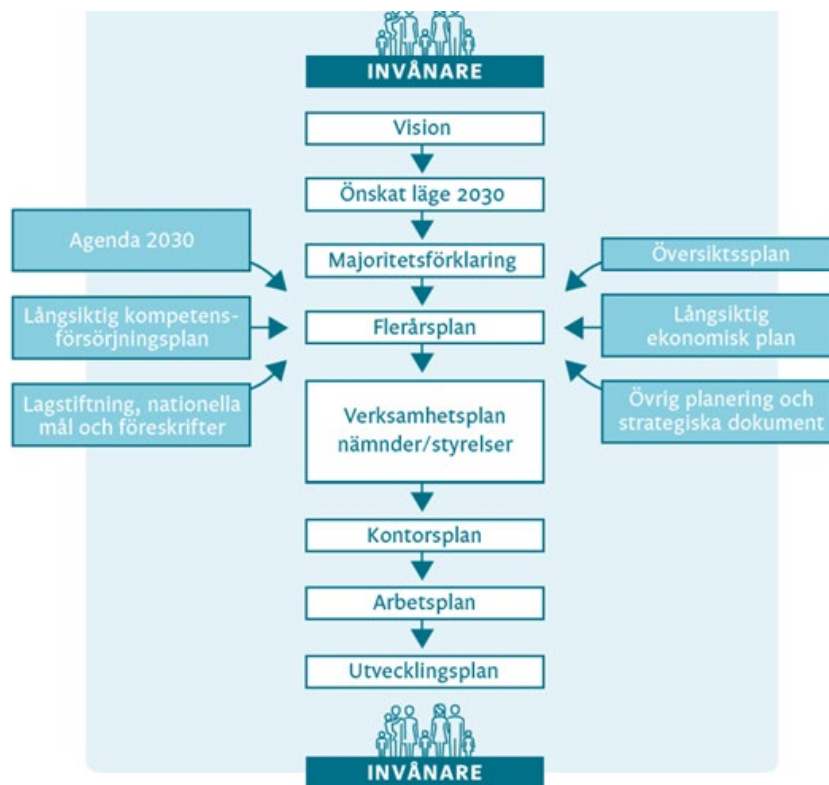 INVÅNARE
Vision
Önskat läge 2030
Majoritetsförklaring
Flerårsplan
Verksamhetsplan
nämnder/styrelser
Kontorsplan
Arbetsplan
Utvecklingsplan
INVÅNARE
Agenda 2030
Långsiktig kompetens-
försörjningsplan
Lagstiftning, nationella
mål och föreskrifter
Översiktssplan
Långsiktig
ekonomisk plan
Övrig planering och
strategiska dokument